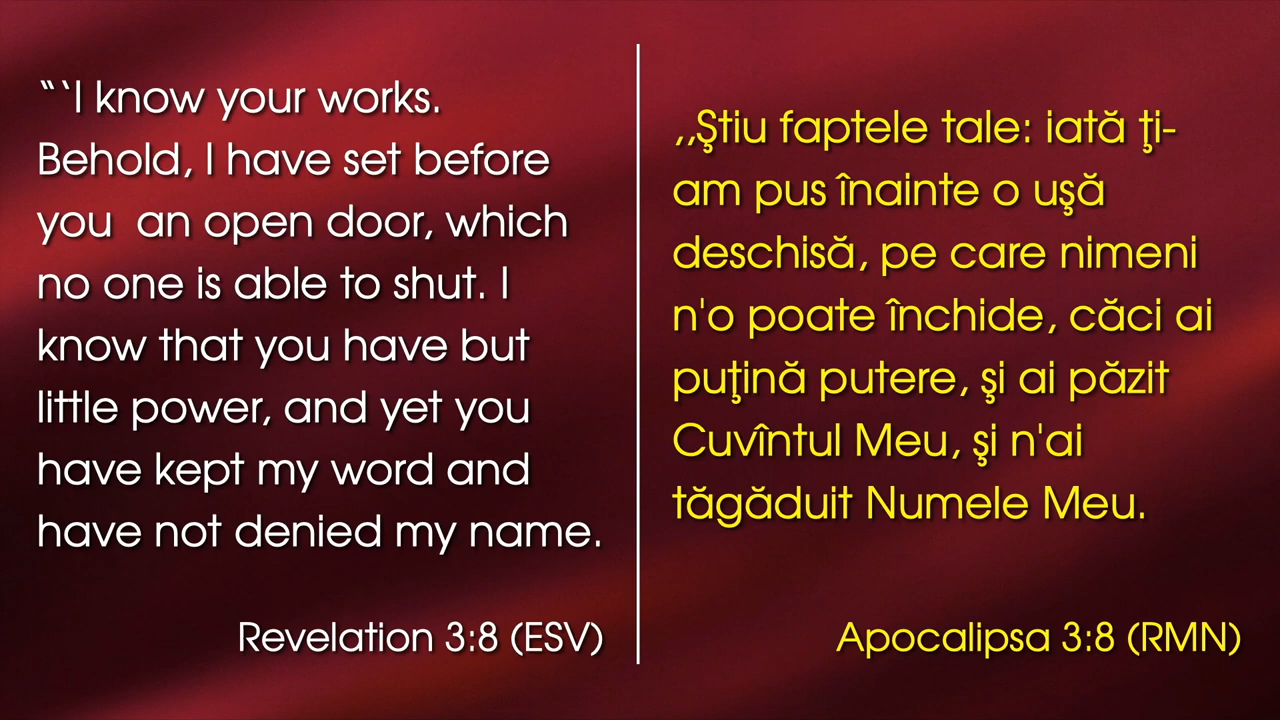 “ ‘I know your works.
Behold, I have set before
you  an open door, which
no one is able to shut. I
know that you have but
little power, and yet you
have kept my word and
have not denied my name.
Revelation 3:8 (ESV)
,,Ştiu faptele tale: iată ţi-
am pus înainte o uşă
deschisă, pe care nimeni
n'o poate închide, căci ai
puţină putere, şi ai păzit
Cuvîntul Meu, şi n'ai
tăgăduit Numele Meu.
Apocalipsa 3:8 (RMN)